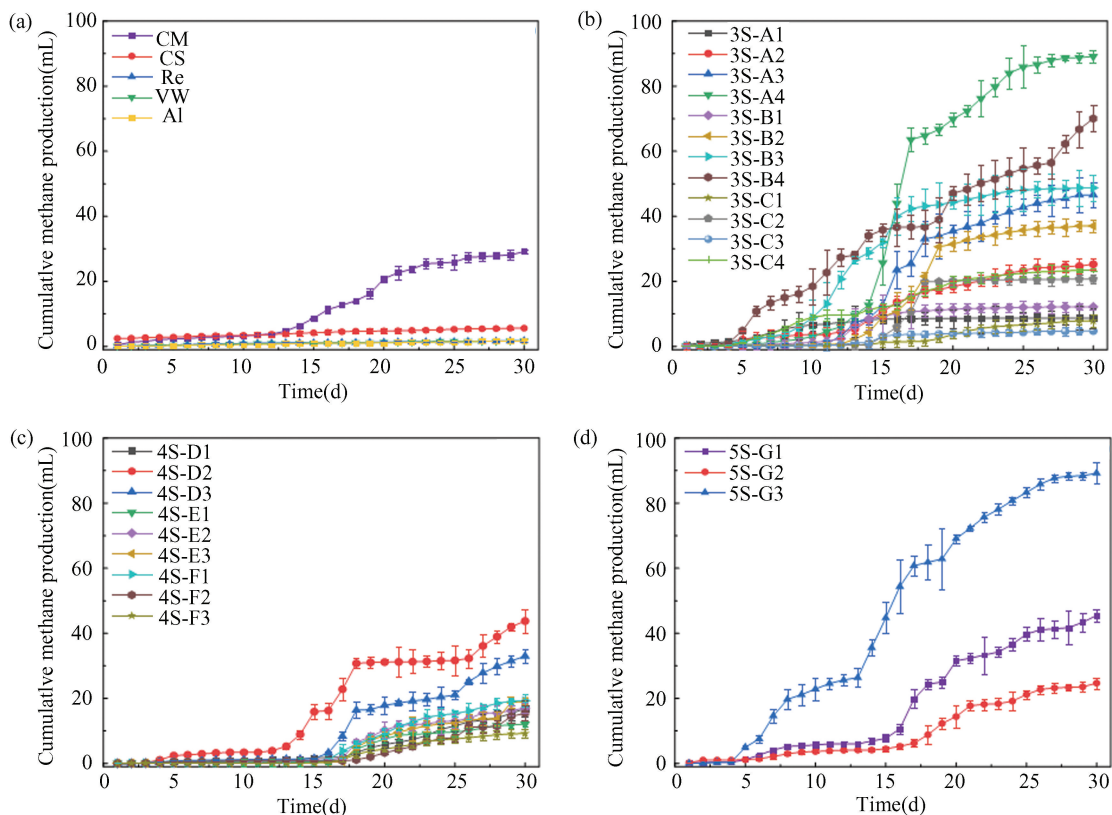 (a)
Cumulative methane production(mL)
100
80
60
40
20
0
CM
CS
Re
VW
Al
0
5
10
15
20
25
30
Time(d)
(b)
Cumulative methane production(mL)
100
80
60
40
20
0
3S-A1
3S-A2
3S-A3
3S-A4
3S-B1
3S-B2
3S-B3
3S-B4
3S-C1
3S-C2
3S-C3
3S-C4
0
5
10
15
20
25
30
Time(d)
(c)
Cumulative methane production(mL)
100
80
60
40
20
0
4S-D1
4S-D2
4S-D3
4S-E1
4S-E2
4S-E3
4S-F1
4S-F2
4S-F3
0
5
10
15
20
25
30
Time(d)
(d)
Cumulative methane production(mL)
100
80
60
40
20
0
5S-G1
5S-G2
5S-G3
0
5
10
15
20
25
30
Time(d)